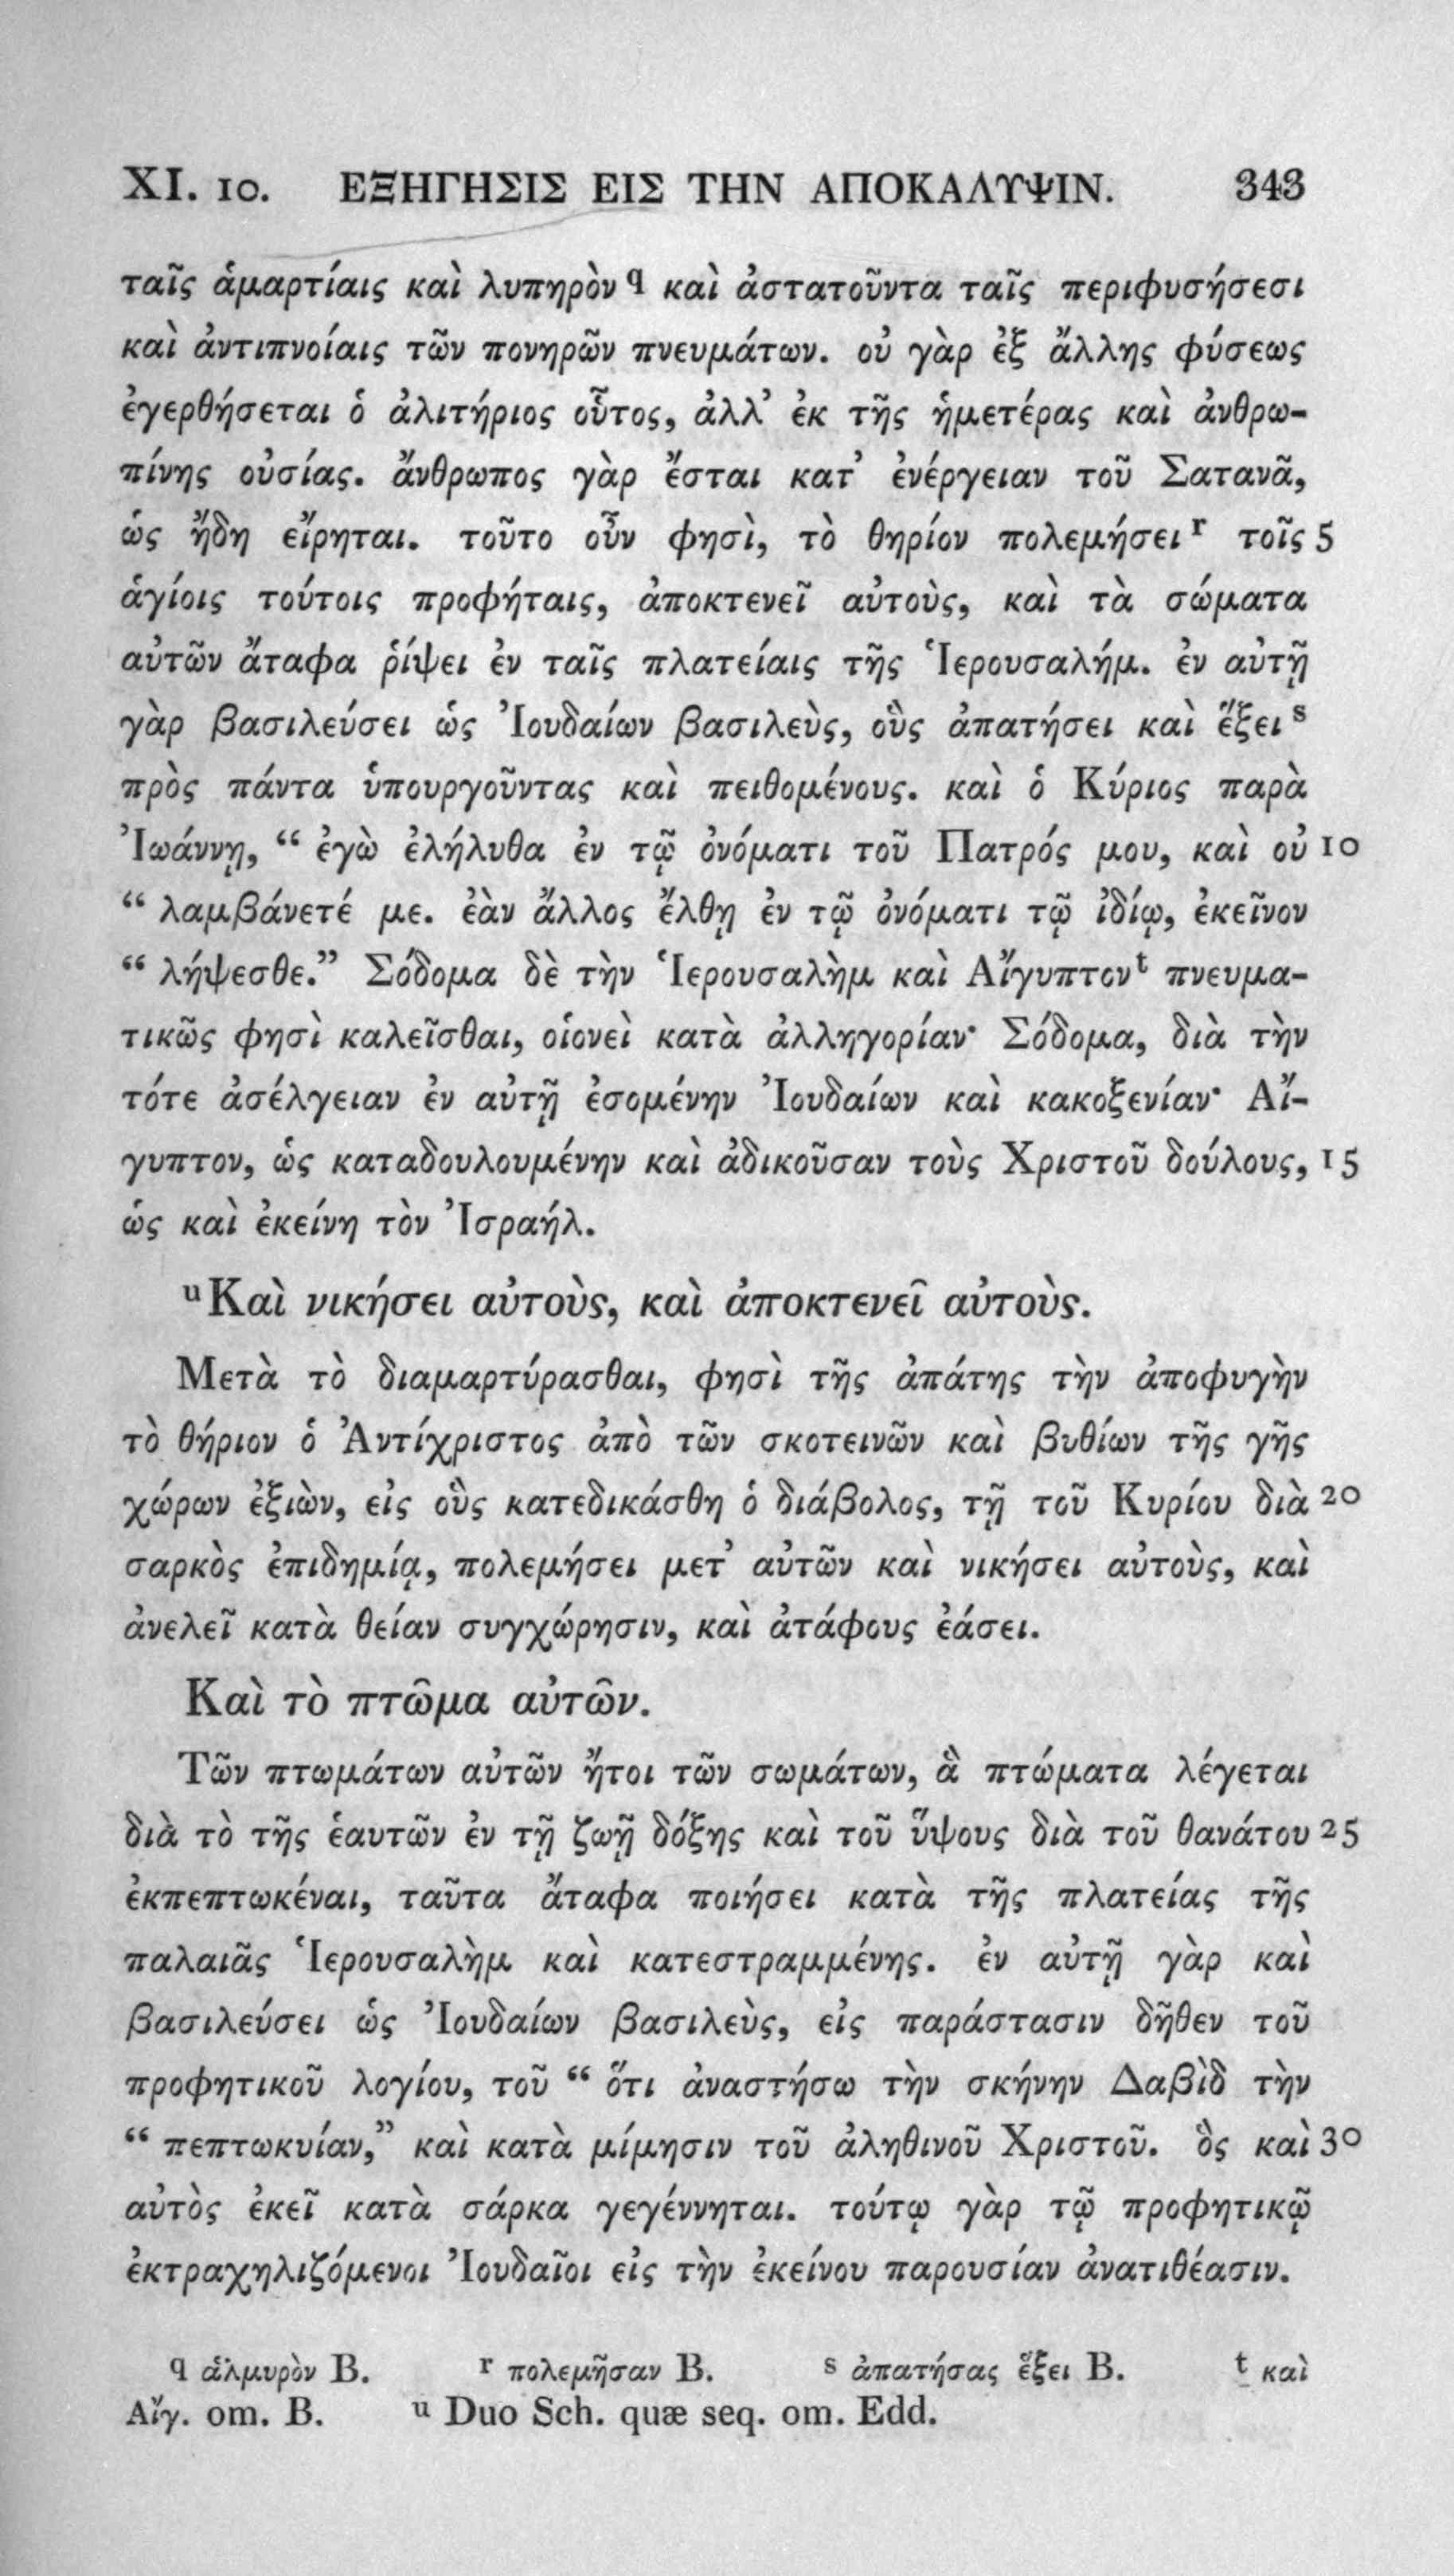 XI. 10. ΕΞΗΓΗΣΙΣ ΕΙΣ ΤΗΝ ΑΠΟΚΑΛΥΨΙΝ. 343
ταῖς ἁμαρτίαις καὶ λυπηρὸν q καὶ ἀστατοῦντα ταῖς περιφυσήσεσι
καὶ ἀντιπνοίαις τῶν πονηρῶν πνευμάτων. οὐ γὰρ ἐξ ἄλλης φύσεως
ἐγερθήσεται ὁ ἀλιτήριος οὗτος, ἀλλ’ ἐκ τῆς ἡμετέρας καὶ ἀνθρω-
πίνης οὐσίας. ἄνθρωπος γὰρ ἔσται κατ’ ἐνέργειαν τοῦ Σατανᾶ,
ὡς ἤδη εἴρηται. τοῦτο οὖν φησὶ, τὸ θηρίον πολεμήσει r τοῖς 5
ἁγίοις τούτοις προφήταις, ἀποκτενεῖ αὐτοὺς, καὶ τὰ σώματα
αὐτῶν ἄταφα ῥίψει ἐν ταῖς πλατείαις τῆς Ἱερουσαλήμ. ἐν αὐτῇ
γὰρ βασιλεύσει ὡς Ἰουδαίων βασιλεὺς, οὓς ἀπατήσει καὶ ἕξει s
πρὸς πάντα ὑπουργοῦντας καὶ πειθομένους. καὶ ὁ Κύριος παρὰ
Ἰωάννῃ, “ ἐγὼ ἐλήλυθα ἐν τῷ ὀνόματι τοῦ Πατρός μου, καὶ οὐ 10
“ λαμβάνετέ με. ἐὰν ἄλλος ἔλθῃ ἐν τῷ ὀνόματι τῷ ἰδίῳ, ἐκεῖνον
“ λήψεσθε.” Σόδομα δὲ τὴν Ἱερουσαλὴμ καὶ Αἴγυπτον t πνευμα-
τικῶς φησὶ καλεῖσθαι, οἱονεὶ κατὰ ἀλληγορίαν· Σόδομα, διὰ τὴν
τότε ἀσέλγειαν ἐν αὐτῇ ἐσομένην Ἰουδαίων καὶ κακοξενίαν· Αἴ-
γυπτον, ὡς καταδουλουμένην καὶ ἀδικοῦσαν τοὺς Χριστοῦ δούλους, 15
ὡς καὶ ἐκείνη τὸν Ἰσραήλ.
u Καὶ νικήσει αὐτοὺς, καὶ ἀποκτενεῖ αὐτούς.
Μετὰ τὸ διαμαρτύρασθαι, φησὶ τῆς ἀπάτης τὴν ἀποφυγὴν
τὸ θήριον ὁ Ἀντίχριστος ἀπὸ τῶν σκοτεινῶν καὶ βυθίων τῆς γῆς
χώρων ἐξιὼν, εἰς οὓς κατεδικάσθη ὁ διάβολος, τῇ τοῦ Κυρίου διὰ 20
σαρκὸς ἐπιδημίᾳ, πολεμήσει μετ’ αὐτῶν καὶ νικήσει αὐτοὺς, καὶ
ἀνελεῖ κατὰ θείαν συγχώρησιν, καὶ ἀτάφους ἐάσει.
Καὶ τὸ πτῶμα αὐτῶν.
Τῶν πτωμάτων αὐτῶν ἤτοι τῶν σωμάτων, ἃ πτώματα λέγεται
διὰ τὸ τῆς ἑαυτῶν ἐν τῇ ζωῇ δόξης καὶ τοῦ ὕψους διὰ τοῦ θανάτου 25
ἐκπεπτωκέναι, ταῦτα ἄταφα ποιήσει κατὰ τῆς πλατείας τῆς
παλαιᾶς Ἱερουσαλὴμ καὶ κατεστραμμένης. ἐν αὐτῇ γὰρ καὶ
βασιλεύσει ὡς Ἰουδαίων βασιλεὺς, εἰς παράστασιν δῆθεν τοῦ
προφητικοῦ λογίου, τοῦ “ ὅτι ἀναστήσω τὴν σκήνην Δαβὶδ τὴν
“ πεπτωκυίαν,” καὶ κατὰ μίμησιν τοῦ ἀληθινοῦ Χριστοῦ. ὃς καὶ 30
αὐτὸς ἐκεῖ κατὰ σάρκα γεγέννηται. τούτῳ γὰρ τῷ προφητικῷ
ἐκτραχηλιζόμενοι Ἰουδαῖοι εἰς τὴν ἐκείνου παρουσίαν ἀνατιθέασιν.
q ἁλμυρὸν B. r πολεμῆσαν B. s ἀπατήσας ἕξει B. t καὶ
Αἴγ. om. B. u Duo Sch. quæ seq. om. Edd.